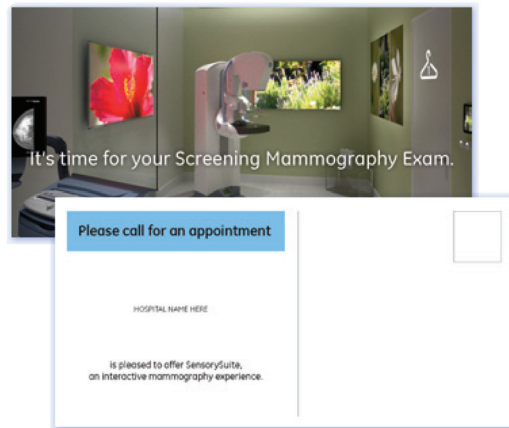 It's time for your Screening Mammography Exam.
Please call for an appointment
HOSPITAL NAME HERE
is pleased to offer SensorySuite,
an interactive mammography experience.